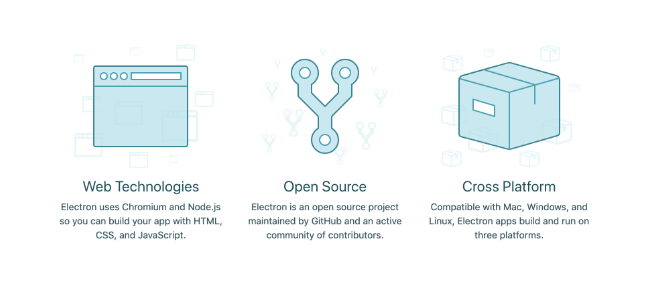 Web Technologies
Electron uses Chromium and Node.js
so you can build your app with HTML,
CSS, and JavaScript.
Open Source
Electron is an open source project
maintained by GitHub and an active
community of contributors.
Cross Platform
Compatible with Mac, Windows, and
Linux, Electron apps build and run on
three platforms.